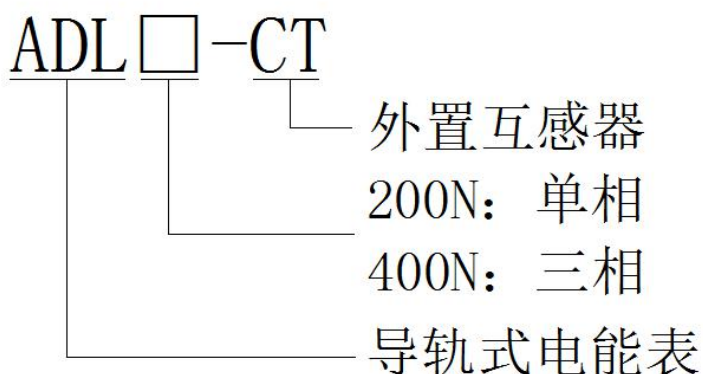 ADL□-CT
外置互感器
200N：单相
400N：三相
导轨式电能表